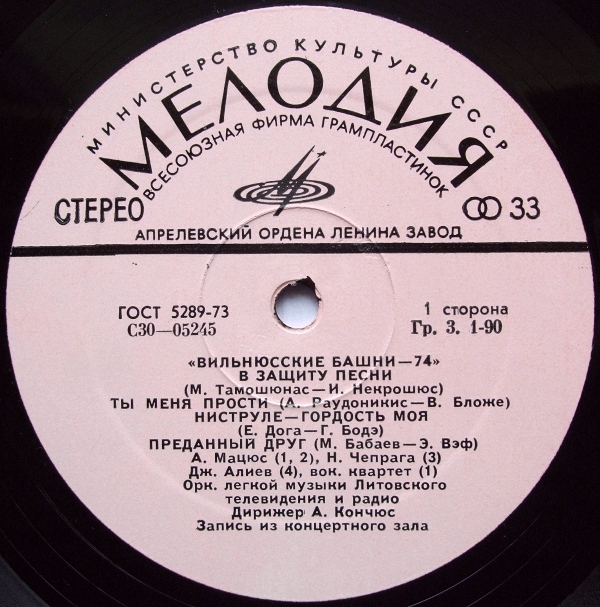 МИНИСТЕРСТВО КУЛЬТУРЫ СССР
МЕЛОДИЯ
ВСЕСОЮЗНАЯ ФИРМА ГРАМПЛАСТИНОК
СТЕРЕО
33
АПРЕЛЕВСКИЙ ОРДЕНА ЛЕНИНА ЗАВОД
ГОСТ 5289-73
С30—05245
1 сторона
Гр. 3. 1-90
«ВИЛЬНЮССКИЕ БАШНИ—74»
В ЗАЩИТУ ПЕСНИ
(М. Тамошюнас—И. Некрошюс)
ТЫ МЕНЯ ПРОСТИ (А. Раудоникис—В. Бложе)
НИСТРУЛЕ—ГОРДОСТЬ МОЯ
(Е. Дога—Г. Бодэ)
ПРЕДАННЫЙ ДРУГ (М. Бабаев—Э. Вэф)
А. Мацюс (1, 2), Н. Чепрага (3)
Дж. Алиев (4), вок. квартет (1)
Орк. легкой музыки Литовского
телевидения и радио
Дирижер А. Кончюс
Запись из концертного зала